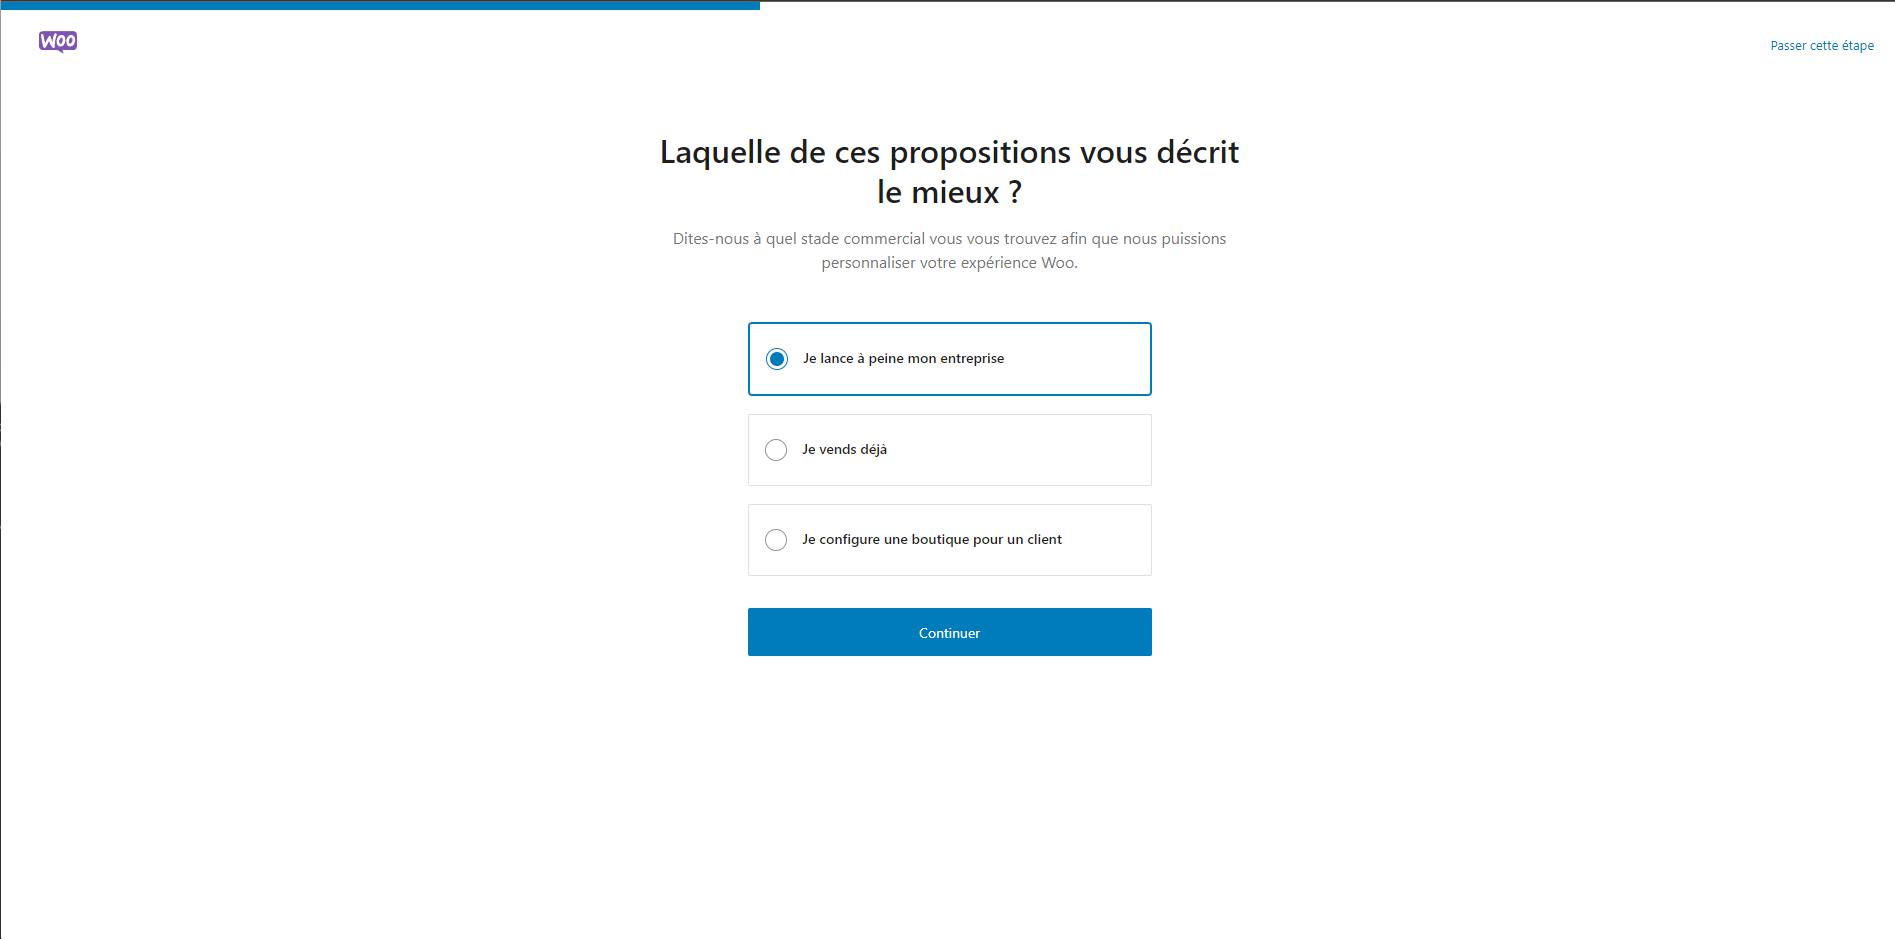 Woo
Passer cette étape
Laquelle de ces propositions vous décrit
le mieux ?
Dites-nous à quel stade commercial vous vous trouvez afin que nous puissions
personnaliser votre expérience Woo.
Je lance à peine mon entreprise
Je vends déjà
Je configure une boutique pour un client
Continuer